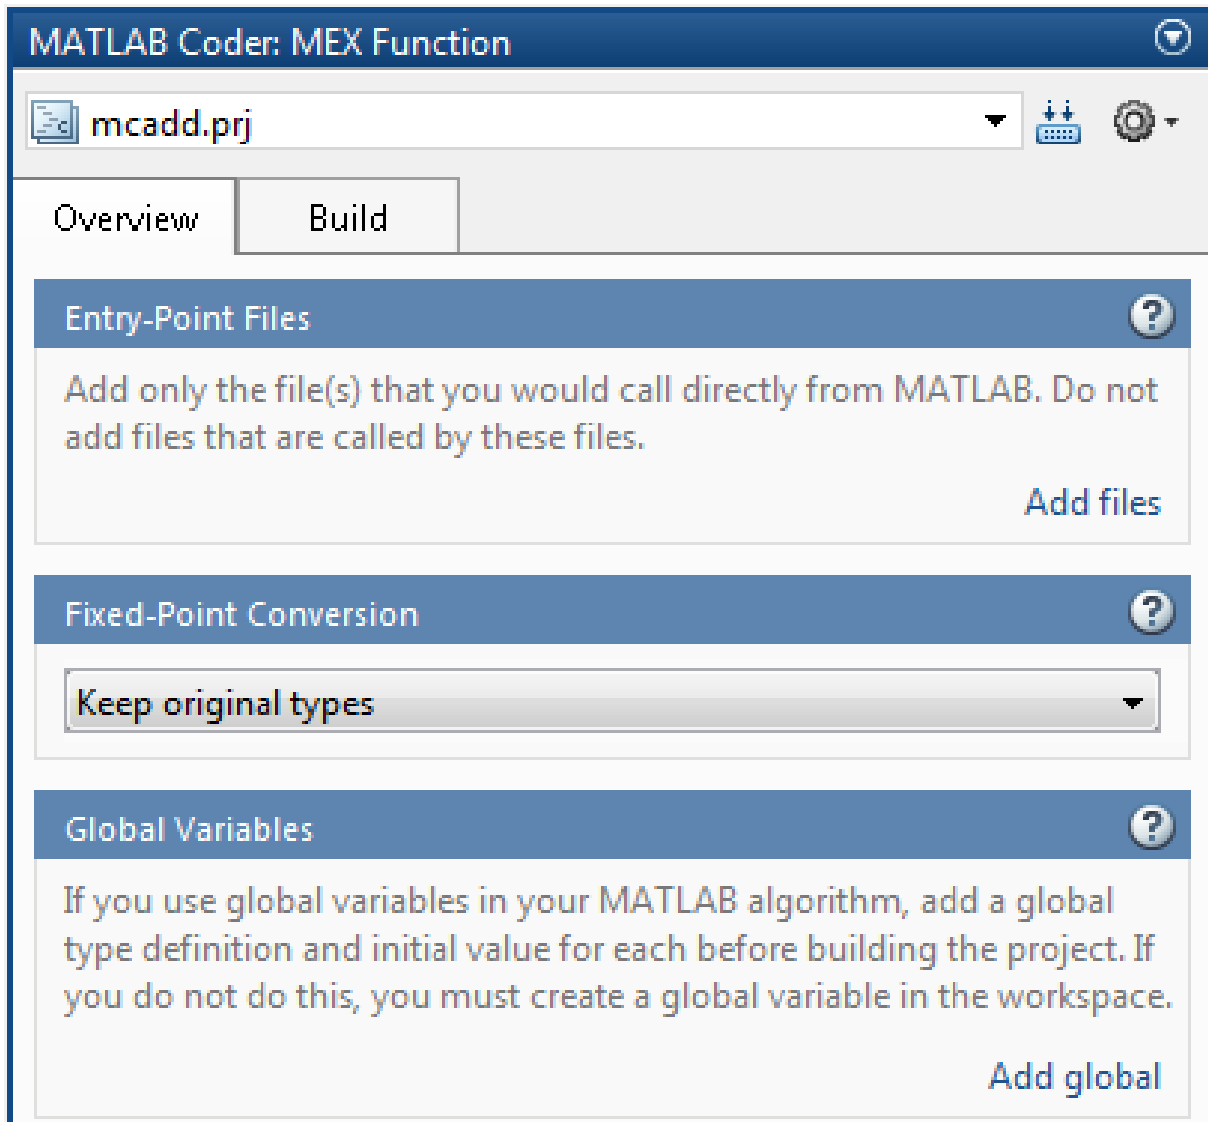 MATLAB Coder: MEX Function
mcadd.prj
Overview
Build
Entry-Point Files
?
Add only the file(s) that you would call directly from MATLAB. Do not
add files that are called by these files.
Add files
Fixed-Point Conversion
?
Keep original types
Global Variables
?
If you use global variables in your MATLAB algorithm, add a global
type definition and initial value for each before building the project. If
you do not do this, you must create a global variable in the workspace.
Add global